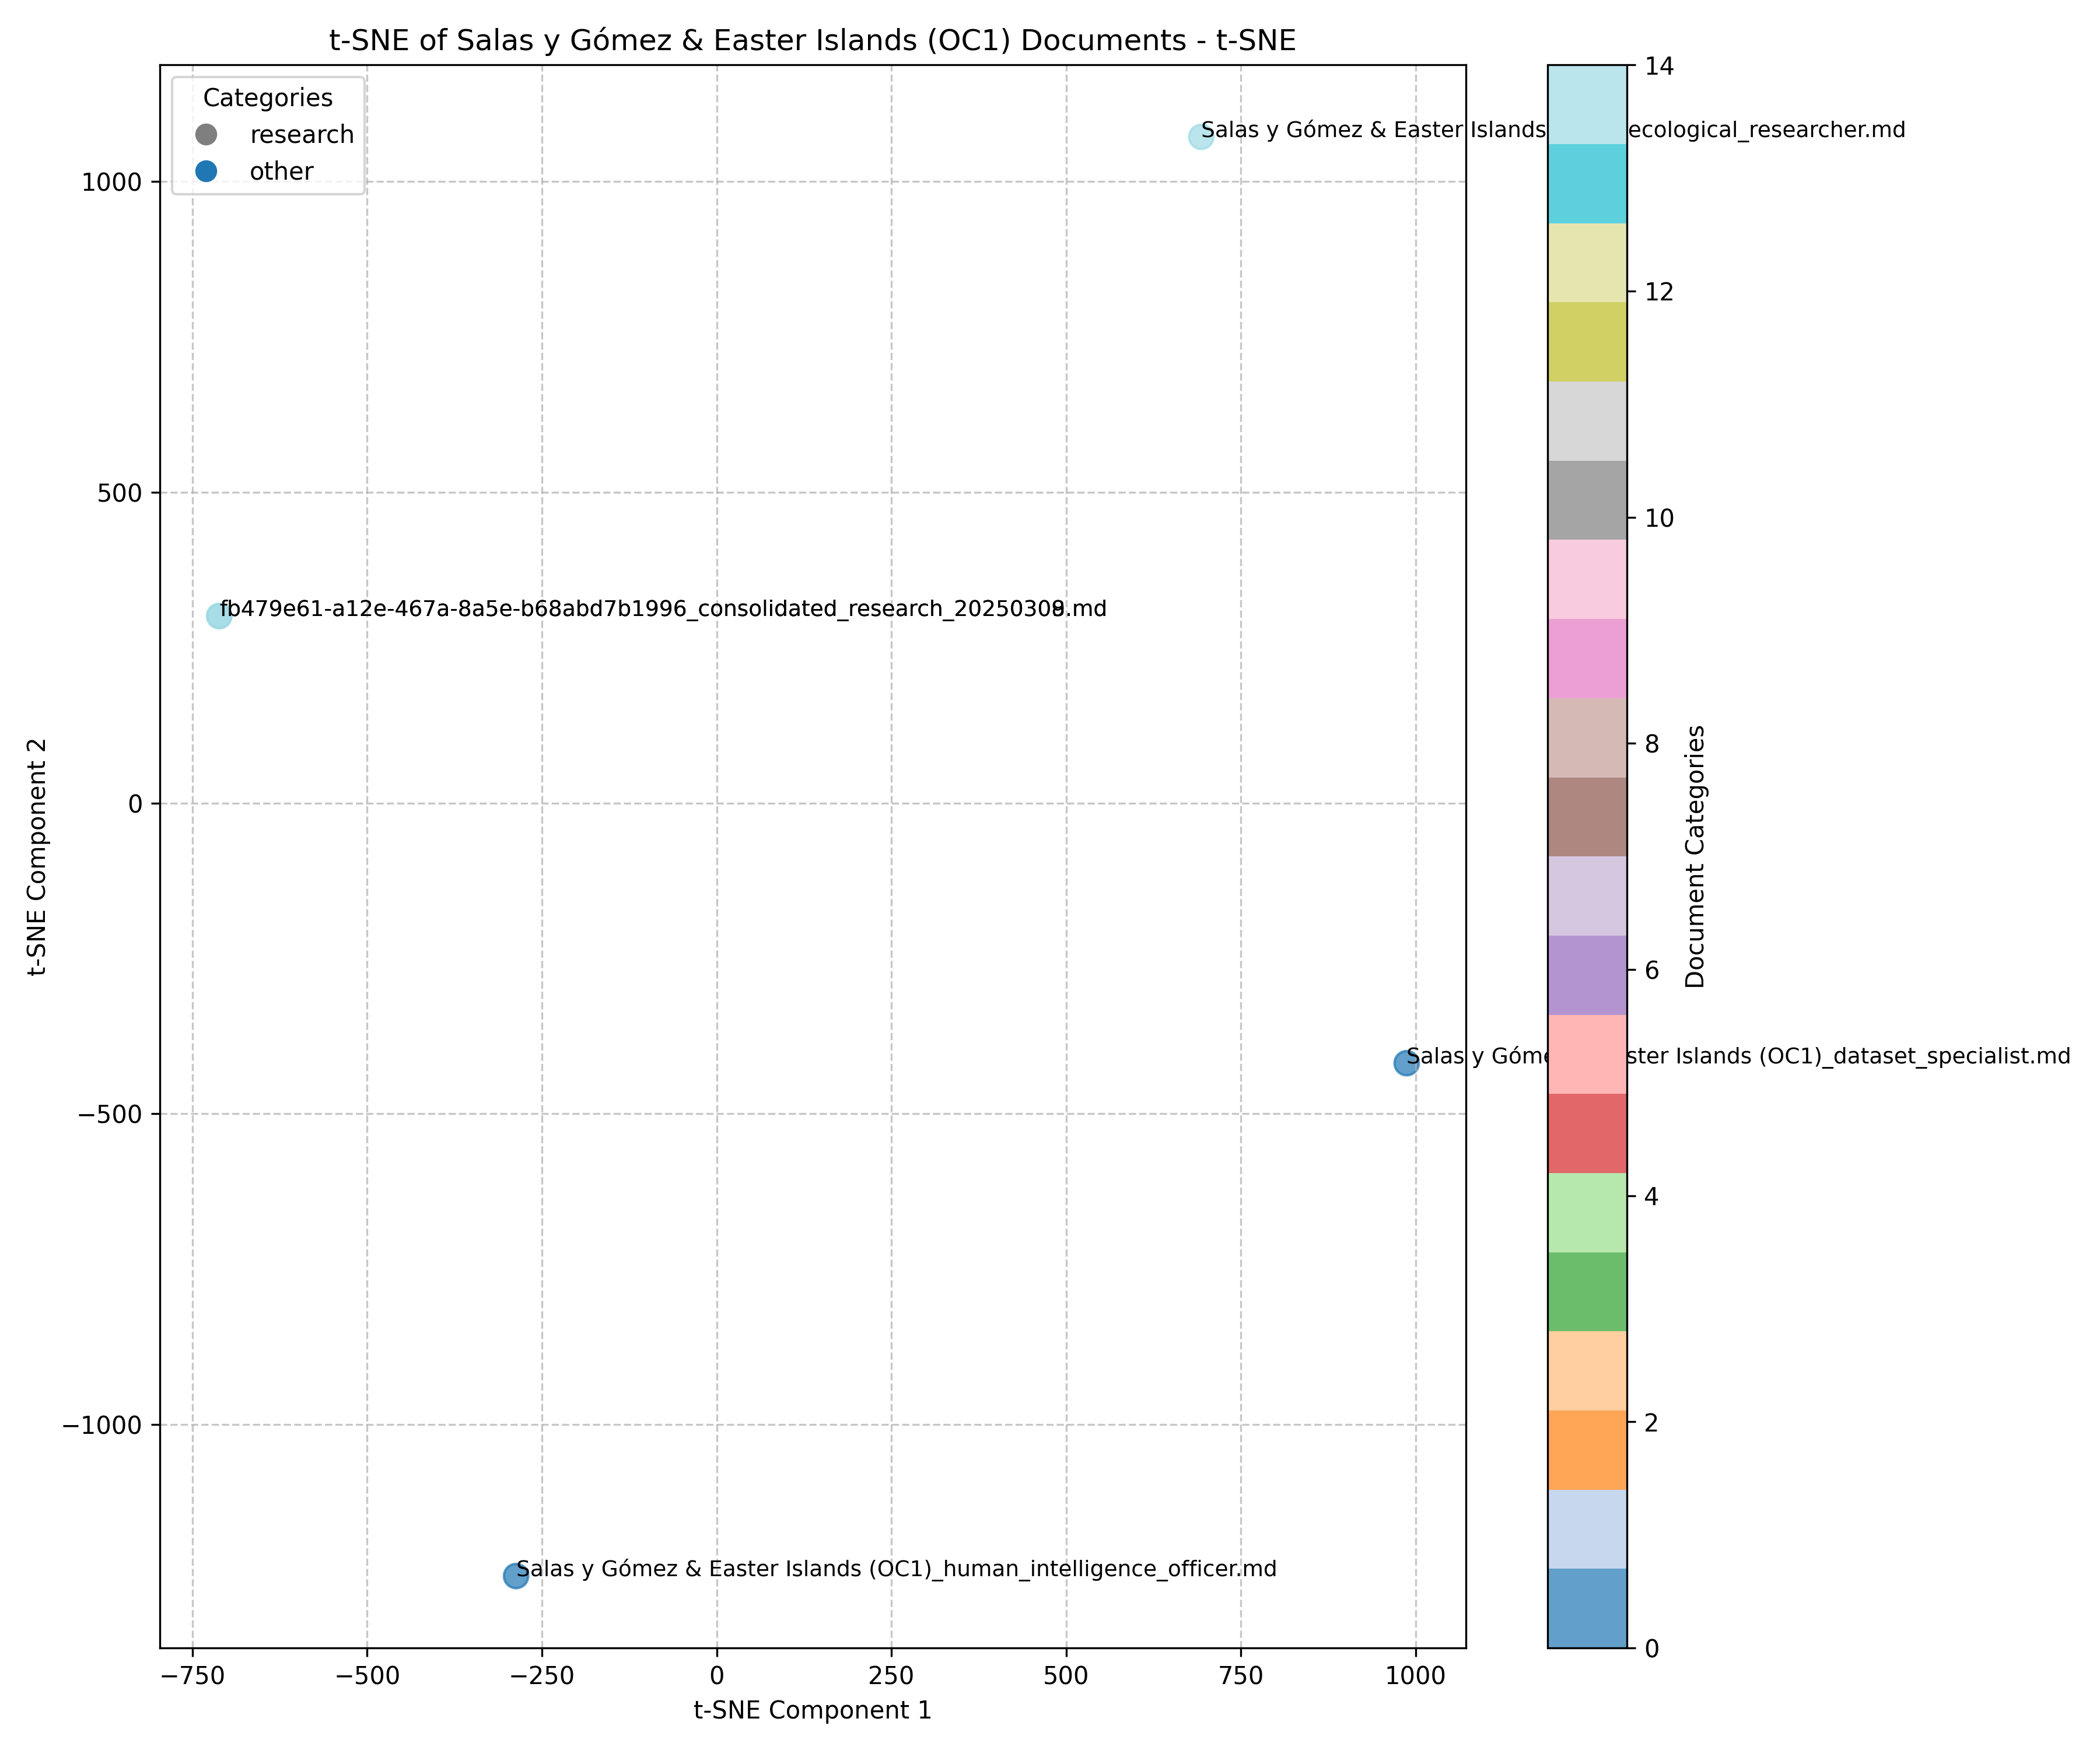 t-SNE of Salas y Gómez & Easter Islands (OC1) Documents - t-SNE
Categories
research
other
Salas y Gómez & Easter Islands ecological_researcher.md
fb479e61-a12e-467a-8a5e-b68abd7b1996_consolidated_research_2025030
Salas y ster Islands (OC1)_dataset_specialist.md
Salas y Gómez & Easter Islands (OC1)_human_intelligence_officer.md
1000
500
0
−500
−1000
t-SNE Component 2
−750
−500
−250
0
250
500
750
1000
t-SNE Component 1
14
12
10
8
6
4
2
0
Document Categories